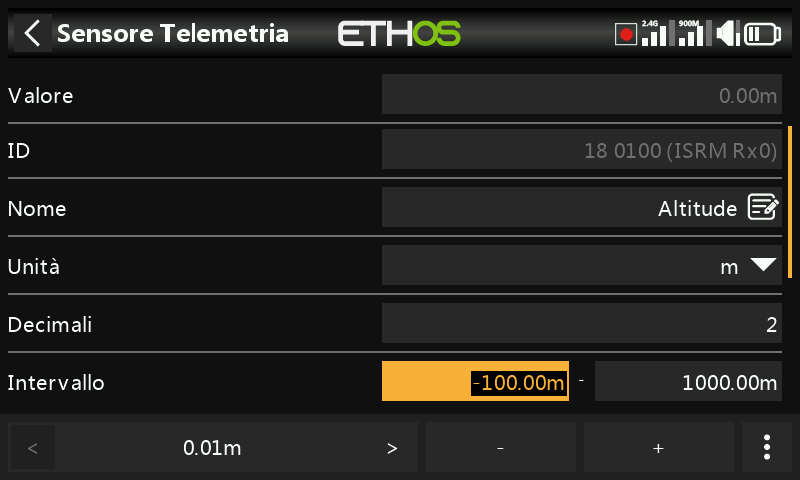 < Sensore Telemetria ETHOS 2.4G 900M
Valore 0.00m
ID 18 0100 (ISRM Rx0)
Nome Altitude
Unità m
Decimali 2
Intervallo -100.00m - 1000.00m
< 0.01m > - +